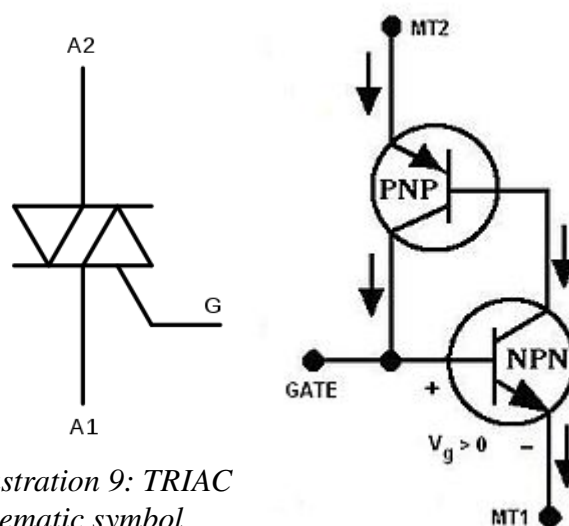 A2
G
A1
stration 9: TRIAC
ematic symbol
MT2
PNP
NPN
GATE
+
Vg > 0 −
MT1